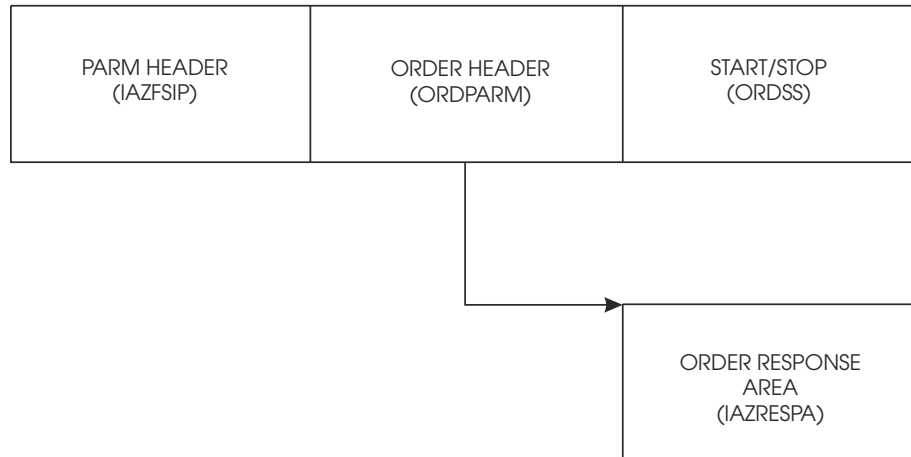 PARM HEADER
(IAZFSIP)
ORDER HEADER
(ORDPARM)
START/STOP
(ORDSS)
ORDER RESPONSE
AREA
(IAZRESPA)